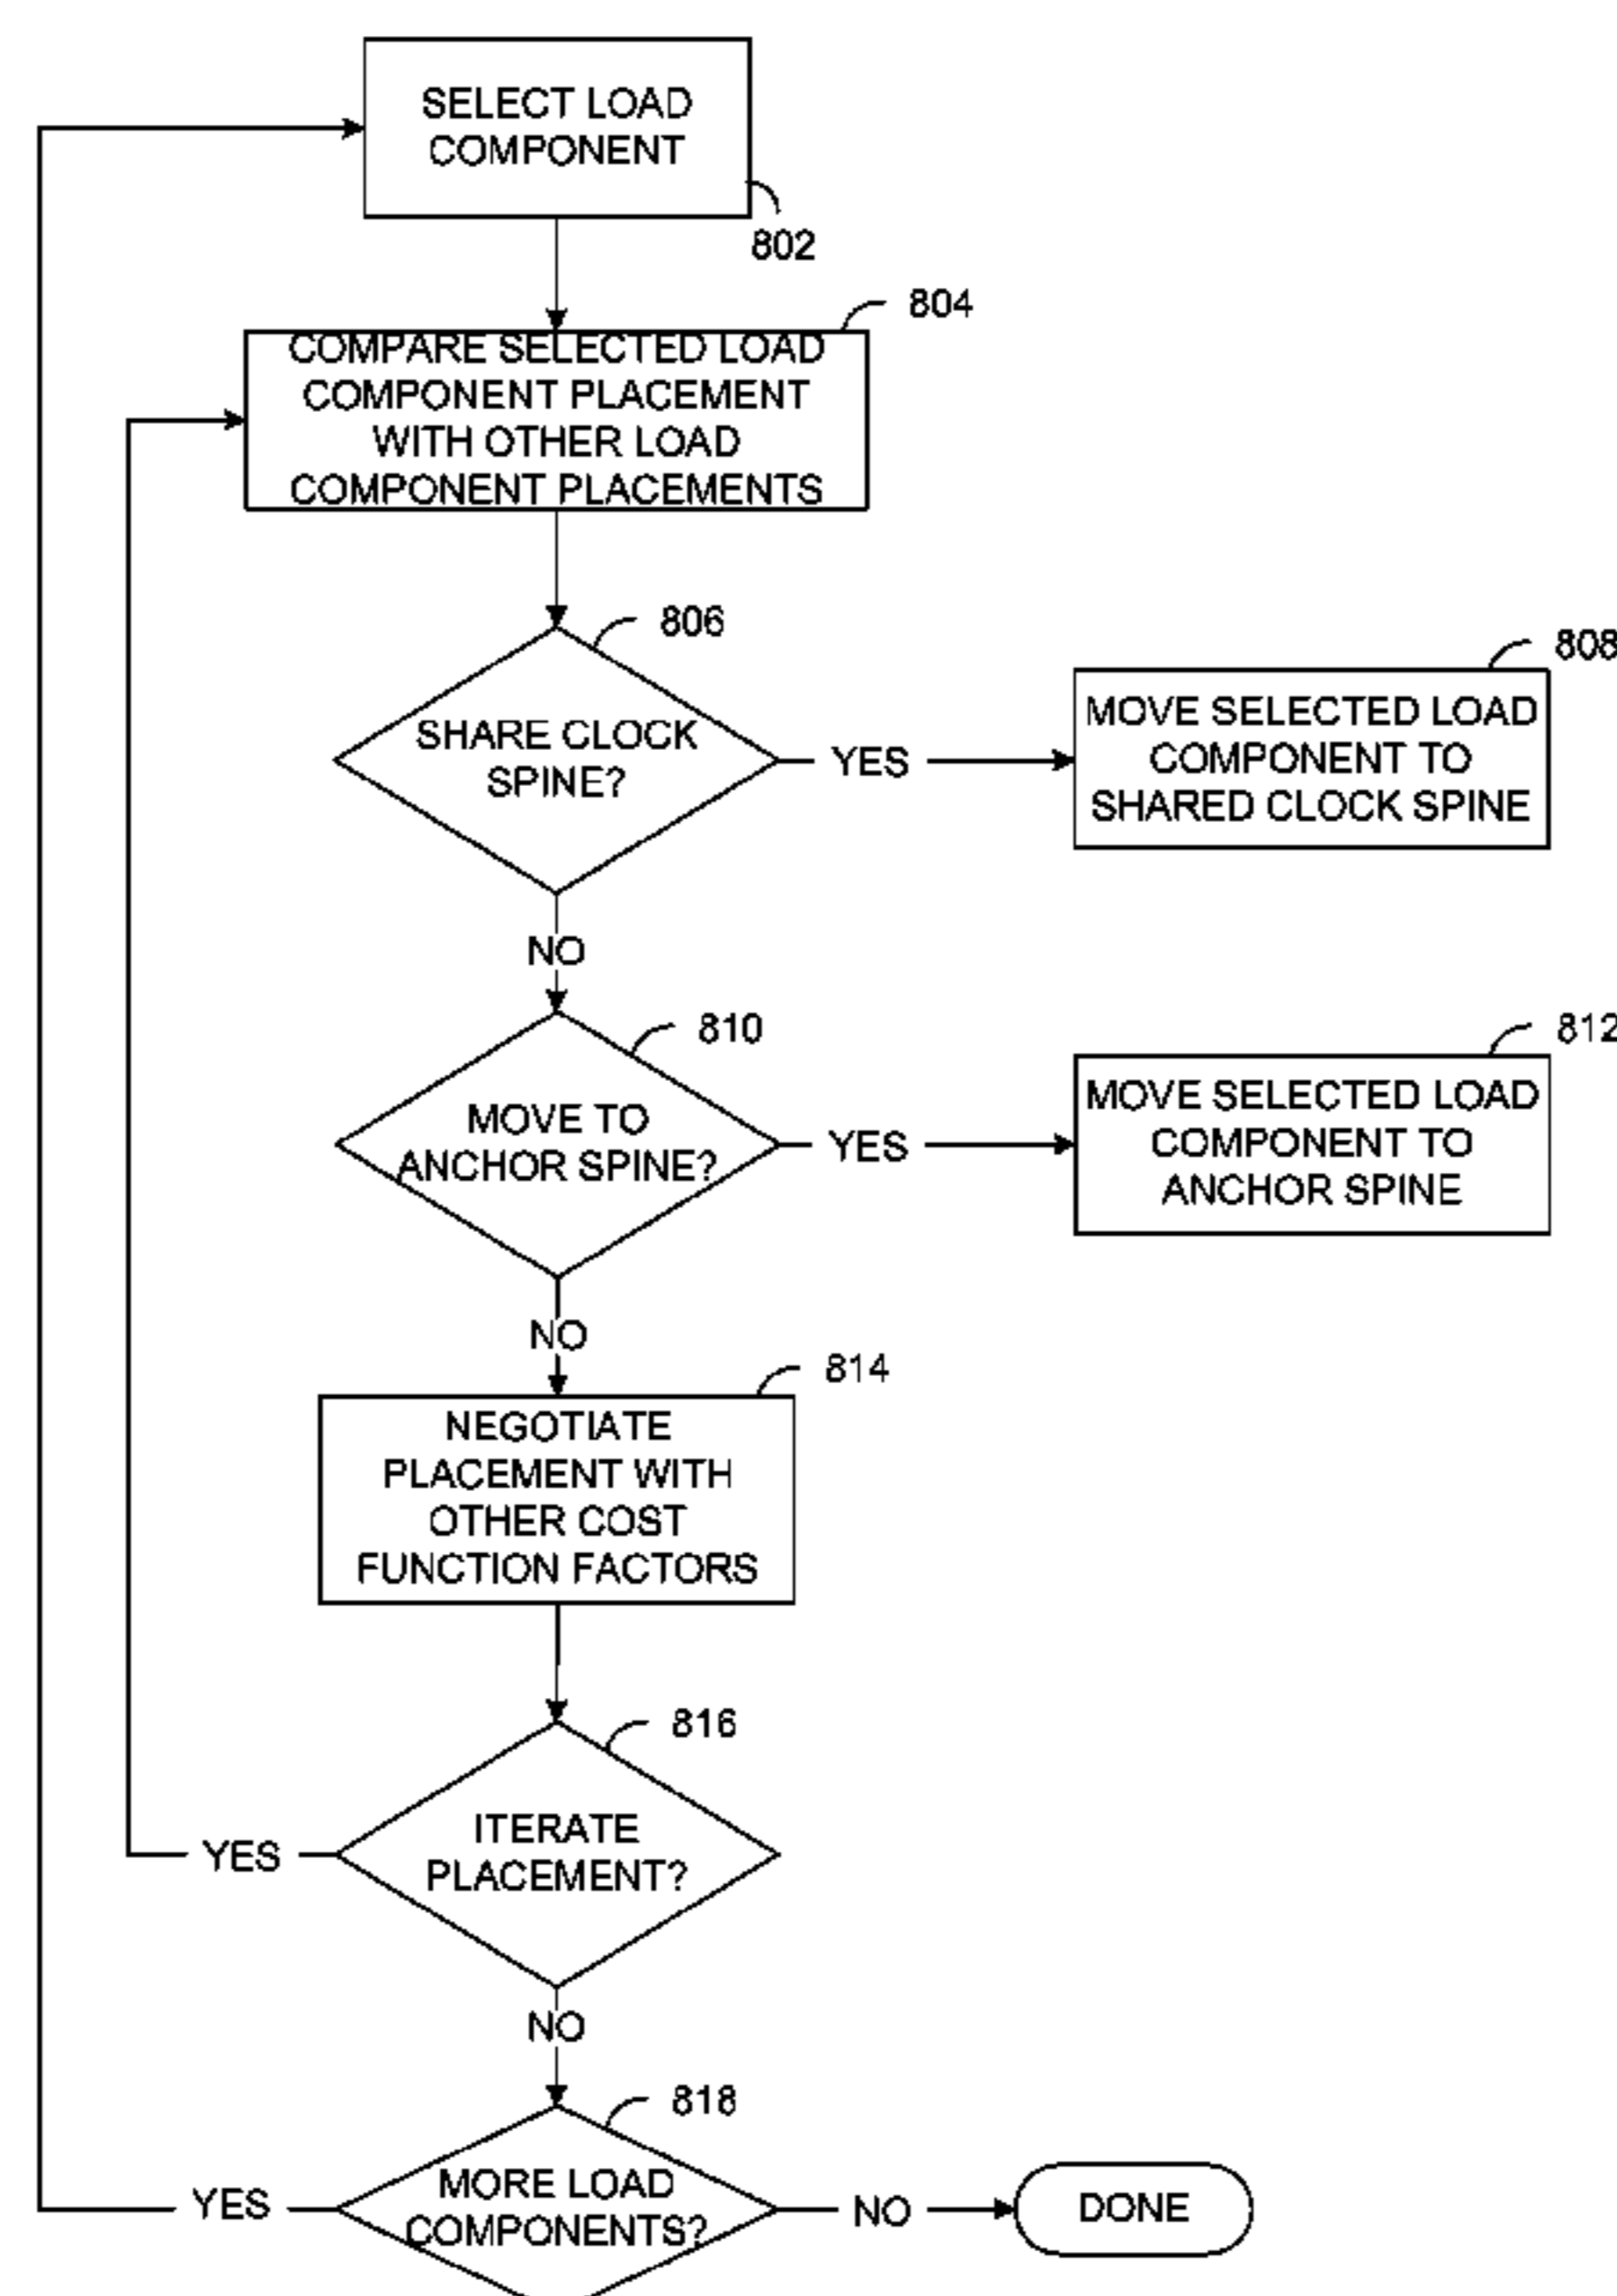 SELECT LOAD
COMPONENT
802
804
COMPARE SELECTED LOAD
COMPONENT PLACEMENT
WITH OTHER LOAD
COMPONENT PLACEMENTS
806
SHARE CLOCK
SPINE?
YES
808
MOVE SELECTED LOAD
COMPONENT TO
SHARED CLOCK SPINE
NO
810
MOVE TO
ANCHOR SPINE?
YES
812
MOVE SELECTED LOAD
COMPONENT TO
ANCHOR SPINE
NO
814
NEGOTIATE
PLACEMENT WITH
OTHER COST
FUNCTION FACTORS
816
ITERATE
PLACEMENT?
YES
NO
818
MORE LOAD
COMPONENTS?
YES
NO
DONE